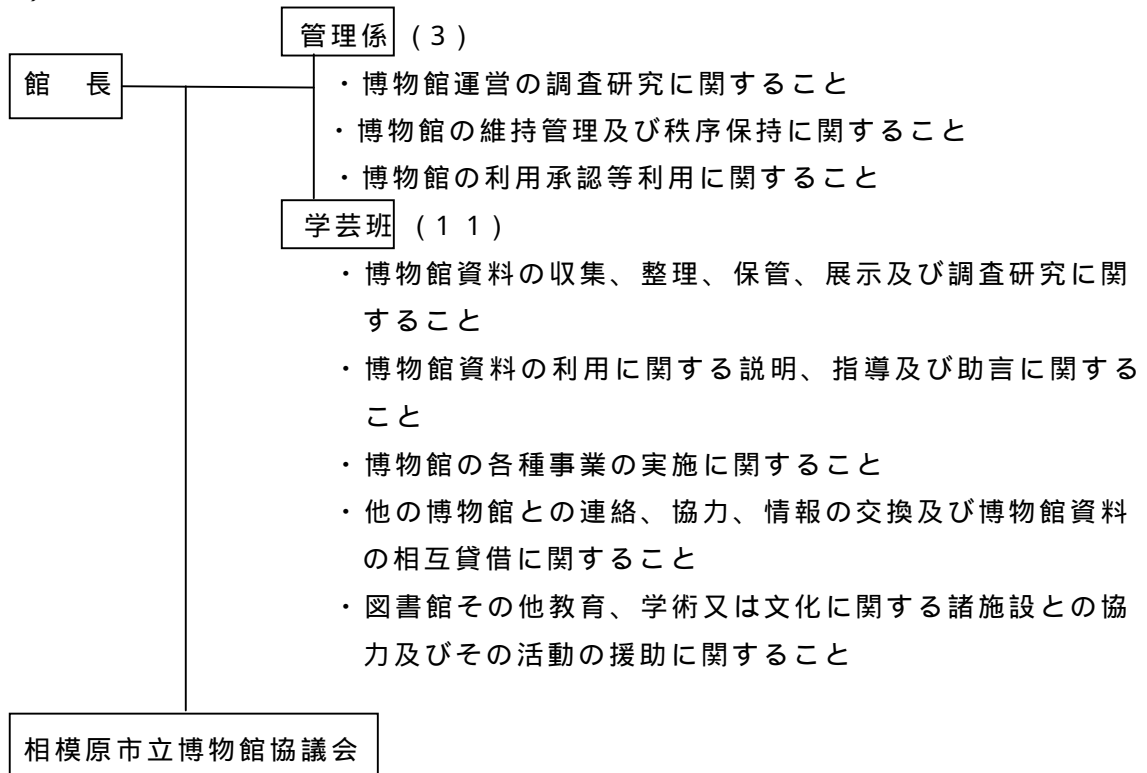 管理係 (3)
館　長
・博物館運営の調査研究に関すること
・博物館の維持管理及び秩序保持に関すること
・博物館の利用承認等利用に関すること
学芸班 (11)
・博物館資料の収集、整理、保管、展示及び調査研究に関
すること
・博物館資料の利用に関する説明、指導及び助言に関する
こと
・博物館の各種事業の実施に関すること
・他の博物館との連絡、協力、情報の交換及び博物館資料
の相互貸借に関すること
・図書館その他教育、学術又は文化に関する諸施設との協
力及びその活動の援助に関すること
相模原市立博物館協議会